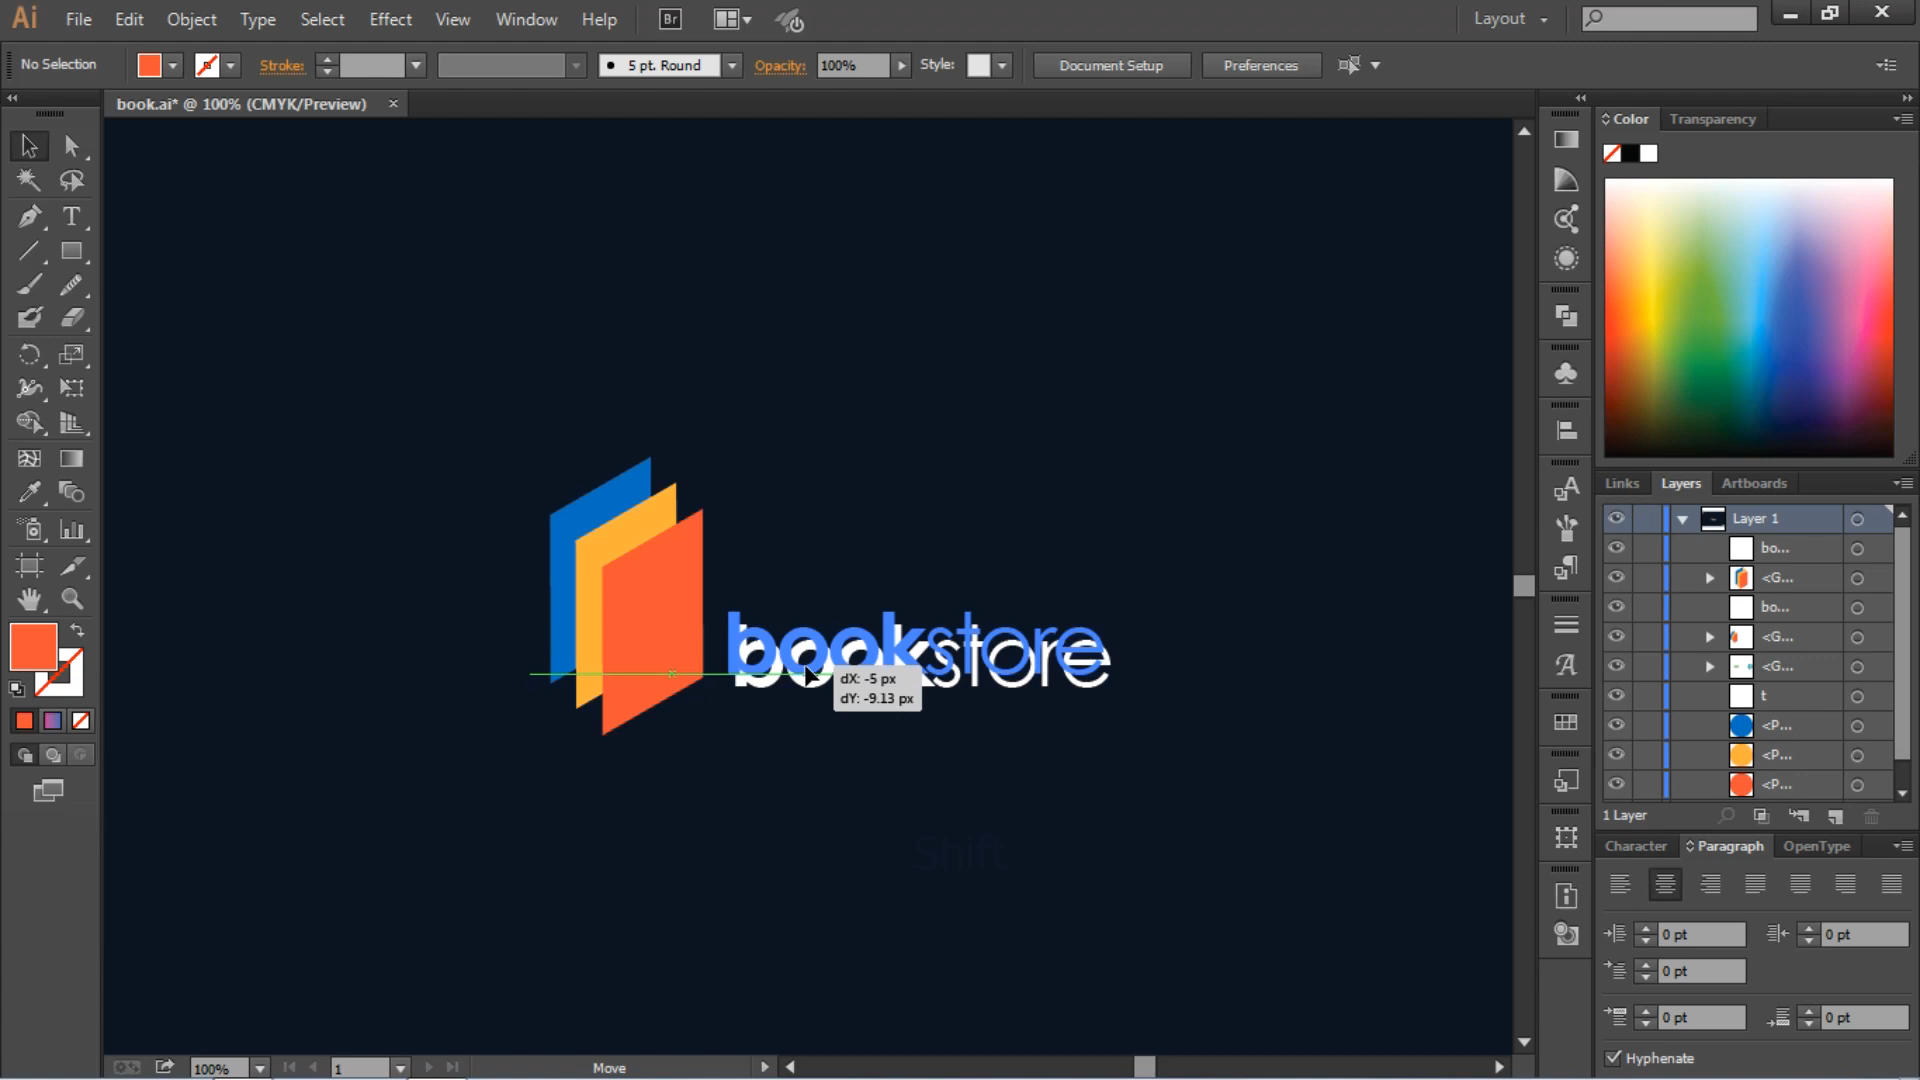 Ai File Edit Object Type Select Effect View Window Help Br Layout
No Selection Stroke: 5 pt. Round Opacity: 100% Style: Document Setup Preferences
book.ai* @ 100% (CMYK/Preview)
Color Transparency
Links Layers Artboards
Layer 1
bo...
<G...
bo...
<G...
<G...
t
<P...
<P...
<P...
1 Layer
bookstore
bookstore
dX: -5 px
dY: -9.13 px
Shift
Character Paragraph OpenType
0 pt 0 pt
0 pt
0 pt 0 pt
Hyphenate
100% 1 Move